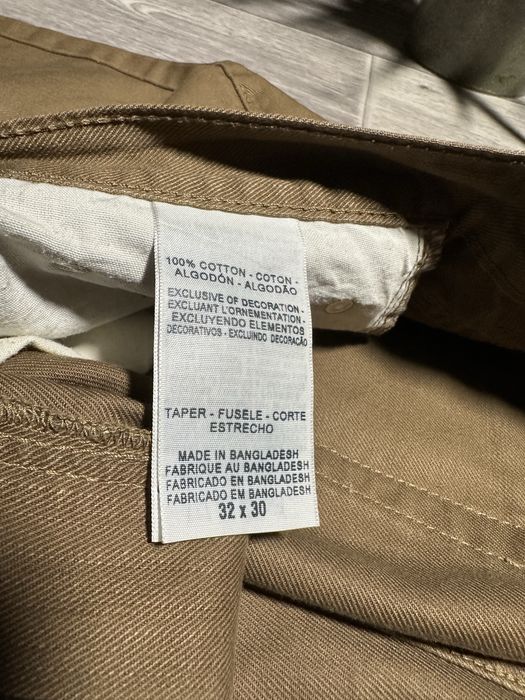 100% COTTON - COTON -
ALGODÓN - ALGODÃO
EXCLUSIVE OF DECORATION -
EXCLUANT L'ORNEMENTATION -
EXCLUYENDO ELEMENTOS
DECORATIVOS - EXCLUINDO DECORAÇÃO
TAPER - FUSELÉ - CORTE
ESTRECHO
MADE IN BANGLADESH
FABRIQUE AU BANGLADESH
FABRICADO EN BANGLADESH
FABRICADO EM BANGLADESH
32 x 30